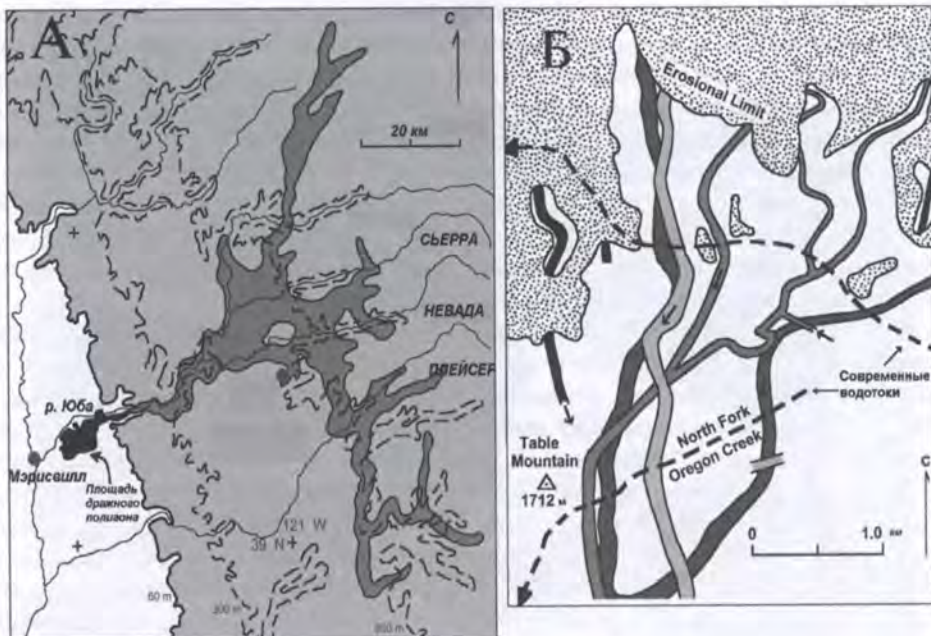 А
С
20 км
СЬЕРРА
НЕВАДА
ПЛЕЙСЕР
р. Юба
Мэрисвилл
Площадь
дражного
полигона
121 W
39 N
60 m
300 m
Б
Erosional Limit
Современные
водотоки
North Fork
Oregon Creek
Table
Mountain
1712 м
С
0
1.0 км